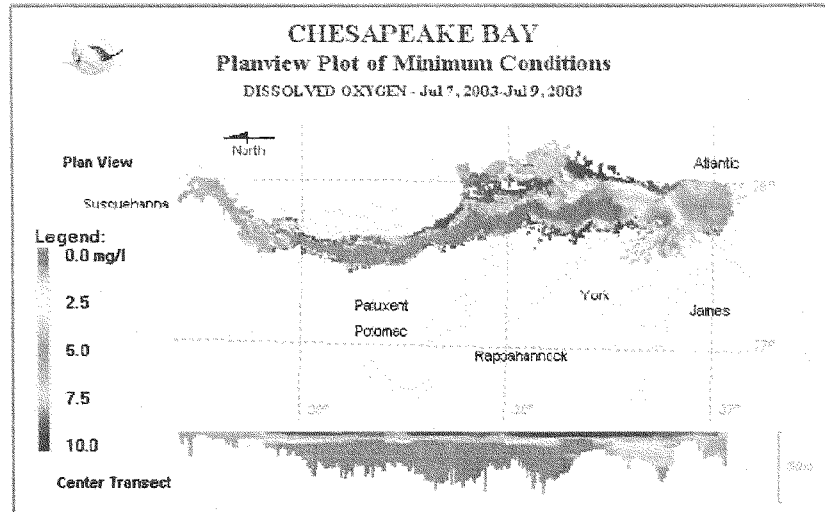 CHESAPEAKE BAY
Planview Plot of Minimum Conditions
DISSOLVED OXYGEN - Jul 7, 2003-Jul 9, 2003
North
Plan View
Atlantic
Susquehanna
Legend:
0.0 mg/l
2.5
5.0
7.5
10.0
Patuxent
Potomac
York
James
Rappahannock
37°
Center Transect